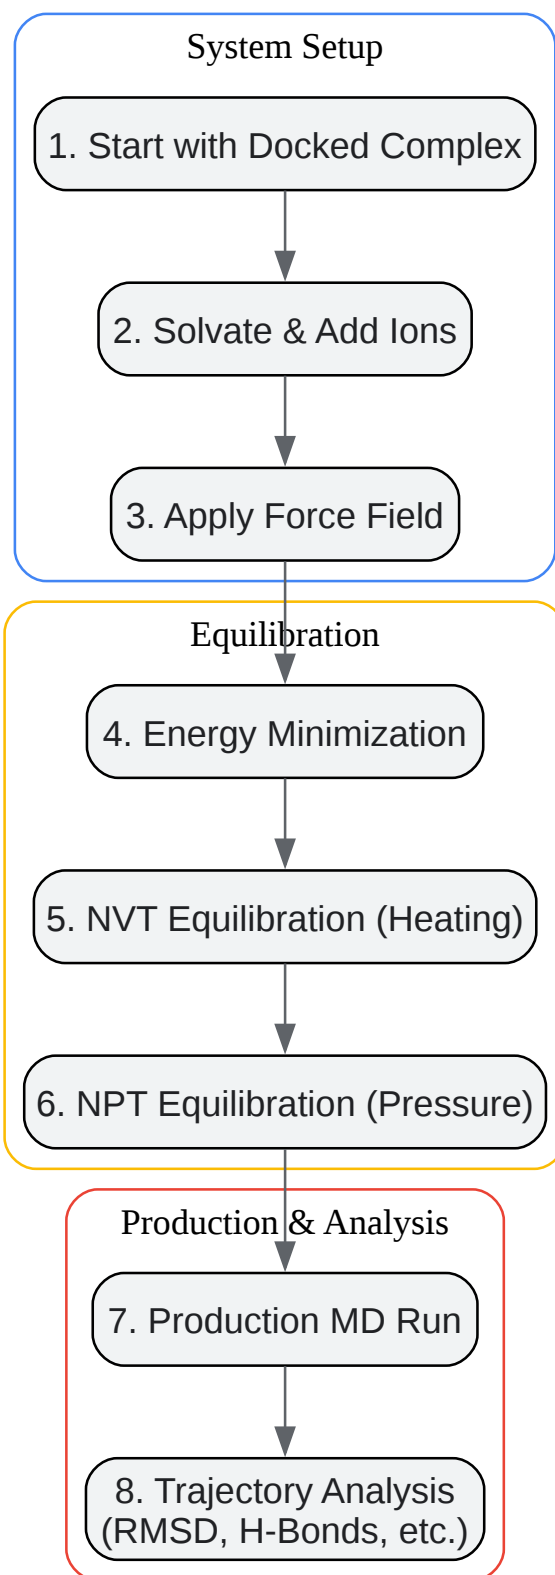 System Setup
1. Start with Docked Complex
2. Solvate & Add Ions
3. Apply Force Field
Equilibration
4. Energy Minimization
5. NVT Equilibration (Heating)
6. NPT Equilibration (Pressure)
Production & Analysis
7. Production MD Run
8. Trajectory Analysis
(RMSD, H-Bonds, etc.)